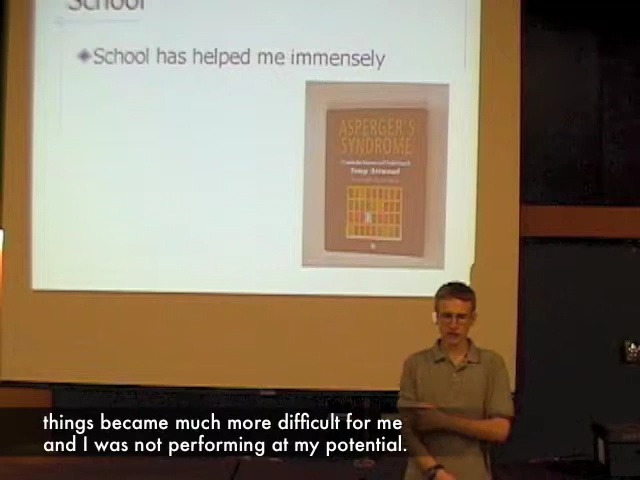 School
School has helped me immensely
ASPERGER'S
SYNDROME
Tony Attwood
things became much more difficult for me
and I was not performing at my potential.